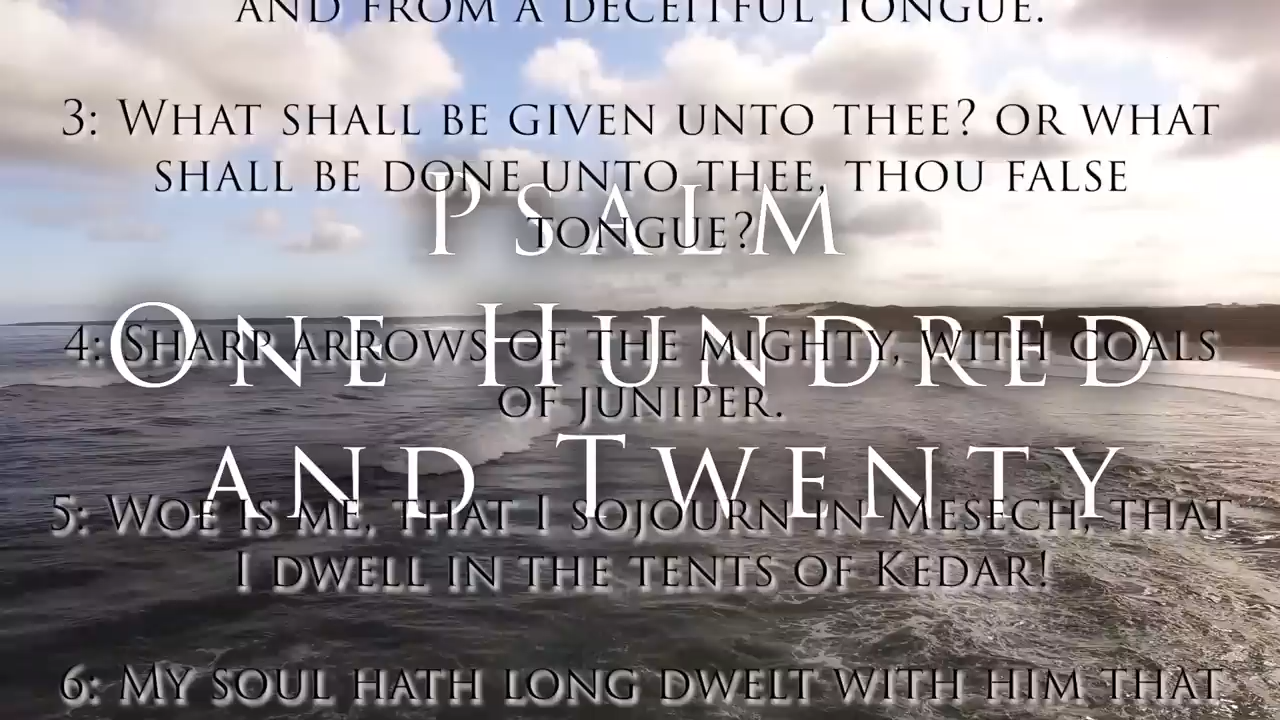 AND FROM A DECEITFUL TONGUE.
3: WHAT SHALL BE GIVEN UNTO THEE? OR WHAT
SHALL BE DONE UNTO THEE, THOU FALSE
TONGUE?
PSALM
ONE HUNDRED
AND TWENTY
4: SHARP ARROWS OF THE MIGHTY, WITH COALS
OF JUNIPER.
5: WOE IS ME, THAT I SOJOURN IN MESECH, THAT
I DWELL IN THE TENTS OF KEDAR!
6: MY SOUL HATH LONG DWELT WITH HIM THAT